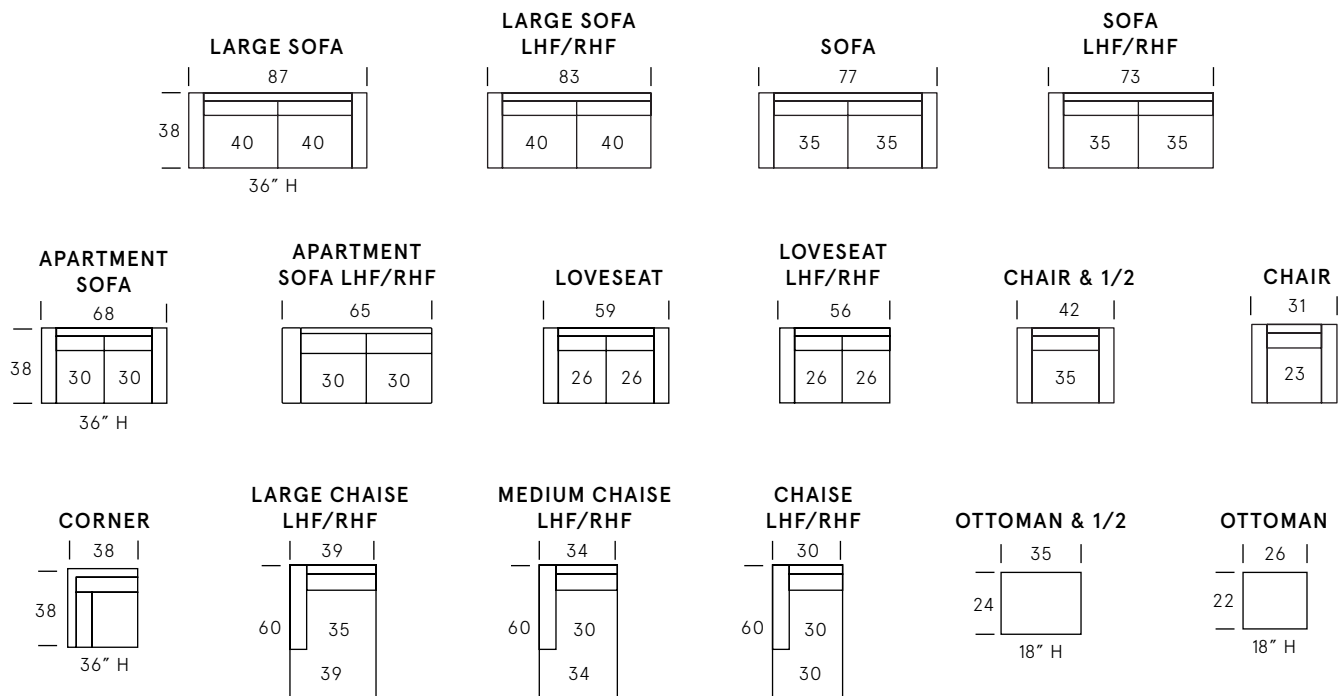 LARGE SOFA
87
38
40 40
36″ H
LARGE SOFA
LHF/RHF
83
40 40
SOFA
77
35 35
SOFA
LHF/RHF
73
35 35
APARTMENT
SOFA
68
38
30 30
36″ H
APARTMENT
SOFA LHF/RHF
65
30 30
LOVESEAT
59
26 26
LOVESEAT
LHF/RHF
56
26 26
CHAIR & 1/2
42
35
CHAIR
31
23
CORNER
38
38
36″ H
LARGE CHAISE
LHF/RHF
39
60
35
39
MEDIUM CHAISE
LHF/RHF
34
60
30
34
CHAISE
LHF/RHF
30
60
30
30
OTTOMAN & 1/2
35
24
18″ H
OTTOMAN
26
22
18″ H